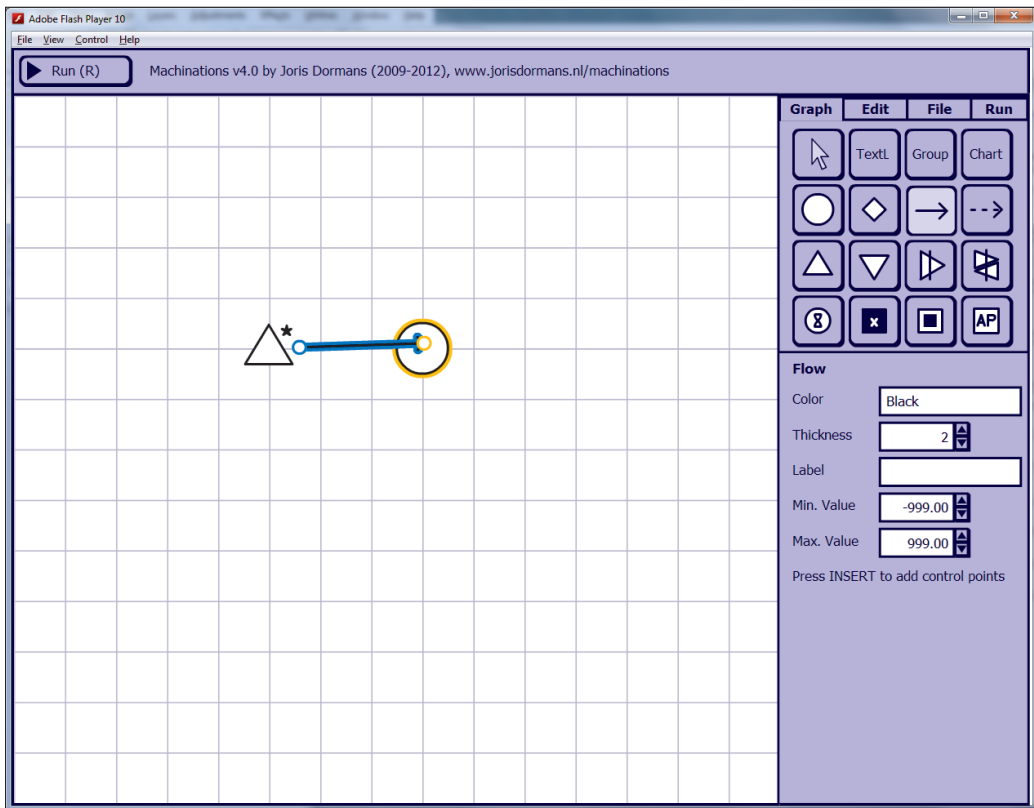 Adobe Flash Player 10
File View Control Help
Run (R)
Machinations v4.0 by Joris Dormans (2009-2012), www.jorisdormans.nl/machinations
Graph Edit File Run
TextL Group Chart
x
AP
Flow
Color Black
Thickness 2
Label
Min. Value -999.00
Max. Value 999.00
Press INSERT to add control points